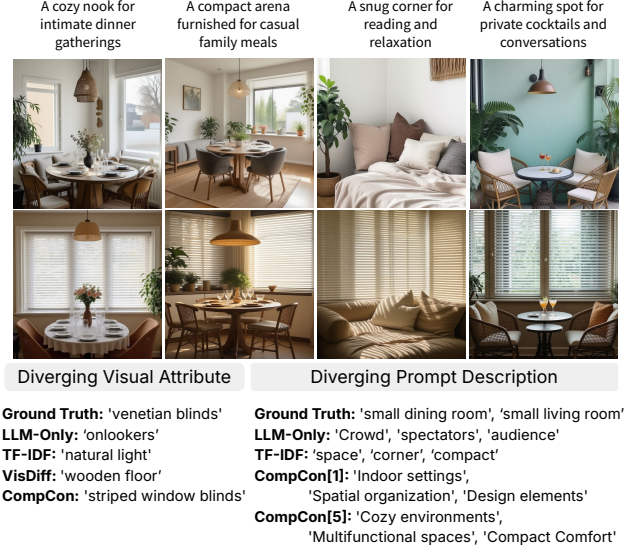 A cozy nook for
intimate dinner
gatherings
A compact arena
furnished for casual
family meals
A snug corner for
reading and
relaxation
A charming spot for
private cocktails and
conversations
Diverging Visual Attribute
Ground Truth: 'venetian blinds'
LLM-Only: ‘onlookers’
TF-IDF: 'natural light'
VisDiff: 'wooden floor’
CompCon: 'striped window blinds'
Diverging Prompt Description
Ground Truth: 'small dining room', ‘small living room’
LLM-Only: 'Crowd', 'spectators', 'audience'
TF-IDF: ‘space’, ‘corner’, ‘compact’
CompCon[1]: 'Indoor settings',
'Spatial organization', 'Design elements'
CompCon[5]: 'Cozy environments',
'Multifunctional spaces', 'Compact Comfort'